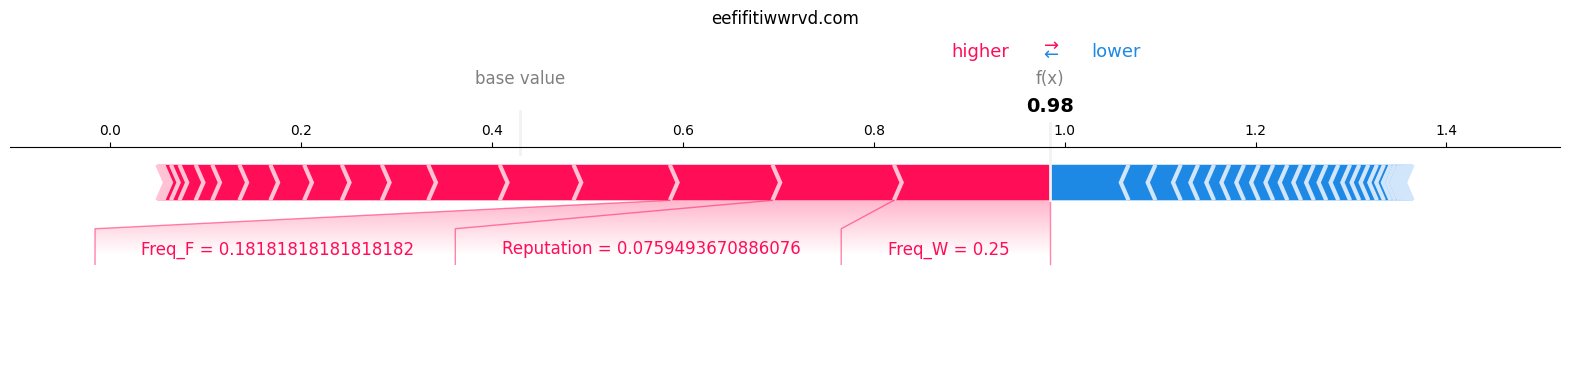 eefifitiwwrvd.com
higher ⇄ lower
base value f(x)
0.98
0.0 0.2 0.4 0.6 0.8 1.0 1.2 1.4
Freq_F = 0.18181818181818182 Reputation = 0.0759493670886076 Freq_W = 0.25